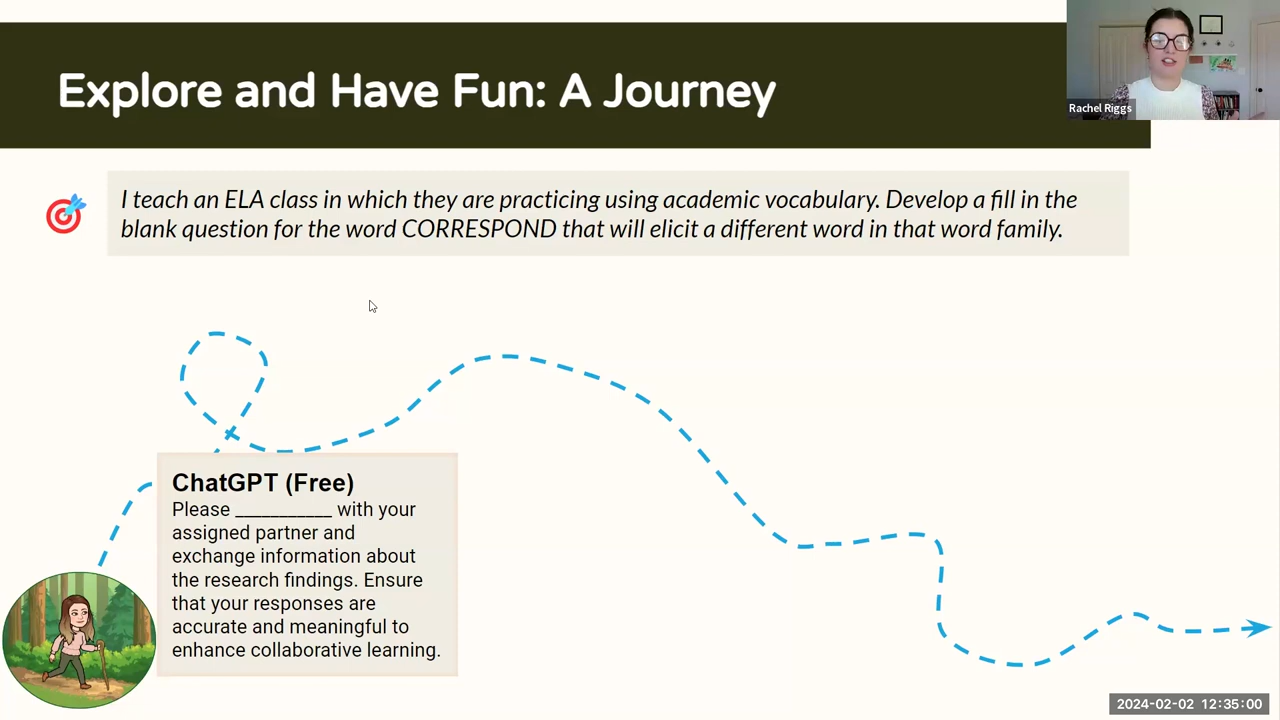 Explore and Have Fun: A Journey
Rachel Riggs
I teach an ELA class in which they are practicing using academic vocabulary. Develop a fill in the
blank question for the word CORRESPOND that will elicit a different word in that word family.
ChatGPT (Free)
Please ___________ with your
assigned partner and
exchange information about
the research findings. Ensure
that your responses are
accurate and meaningful to
enhance collaborative learning.
2024-02-02 12:35:00